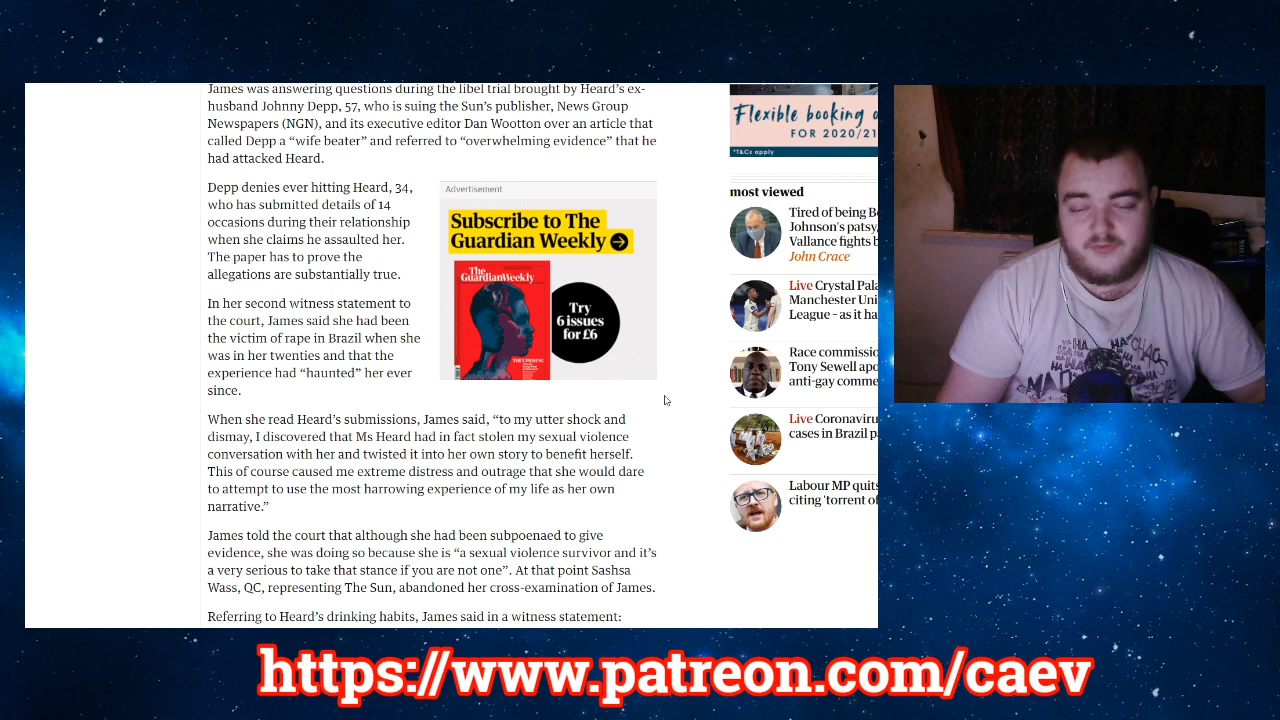 James was answering questions during the libel trial brought by Heard's ex-
husband Johnny Depp, 57, who is suing the Sun's publisher, News Group
Newspapers (NGN), and its executive editor Dan Wootton over an article that
called Depp a “wife beater” and referred to “overwhelming evidence” that he
had attacked Heard.
Depp denies ever hitting Heard, 34,
who has submitted details of 14
occasions during their relationship
when she claims he assaulted her.
The paper has to prove the
allegations are substantially true.
In her second witness statement to
the court, James said she had been
the victim of rape in Brazil when she
was in her twenties and that the
experience had “haunted” her ever
since.
Advertisement
Subscribe to The
Guardian Weekly
The
GuardianWeekly
Try
6 issues
for £6
When she read Heard's submissions, James said, “to my utter shock and
dismay, I discovered that Ms Heard had in fact stolen my sexual violence
conversation with her and twisted it into her own story to benefit herself.
This of course caused me extreme distress and outrage that she would dare
to attempt to use the most harrowing experience of my life as her own
narrative.”
James told the court that although she had been subpoenaed to give
evidence, she was doing so because she is “a sexual violence survivor and it's
a very serious to take that stance if you are not one”. At that point Sashsa
Wass, QC, representing The Sun, abandoned her cross-examination of James.
Referring to Heard's drinking habits, James said in a witness statement:
Flexible booking
FOR 2020/21
*T&Cs apply
most viewed
Tired of being
Johnson's patsy,
Vallance fights
John Crace
Live Crystal
Manchester
League - as it
Race
Tony Sewell
anti-gay
Live
cases in Brazil
Labour MP quits
citing 'torrent
HA HA
HA
https://www.patreon.com/caev